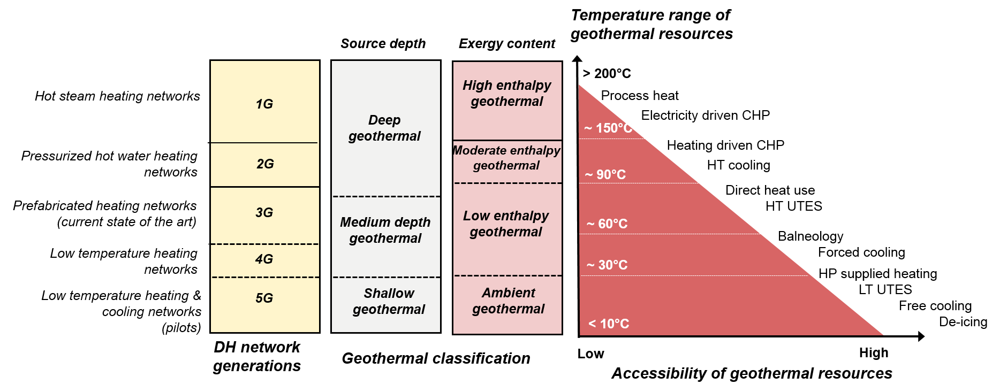 Temperature range of
geothermal resources
Source depth
Exergy content
Hot steam heating networks
Pressurized hot water heating
networks
Prefabricated heating networks
(current state of the art)
Low temperature heating
networks
Low temperature heating &
cooling networks
(pilots)
1G
2G
3G
4G
5G
DH network
generations
Deep
geothermal
Medium depth
geothermal
Shallow
geothermal
High enthalpy
geothermal
Moderate enthalpy
geothermal
Low enthalpy
geothermal
Ambient
geothermal
Geothermal classification
> 200°C
~ 150°C
~ 90°C
~ 60°C
~ 30°C
< 10°C
Process heat
Electricity driven CHP
Heating driven CHP
HT cooling
Direct heat use
HT UTES
Balneology
Forced cooling
HP supplied heating
LT UTES
Free cooling
De-icing
Low
High
Accessibility of geothermal resources